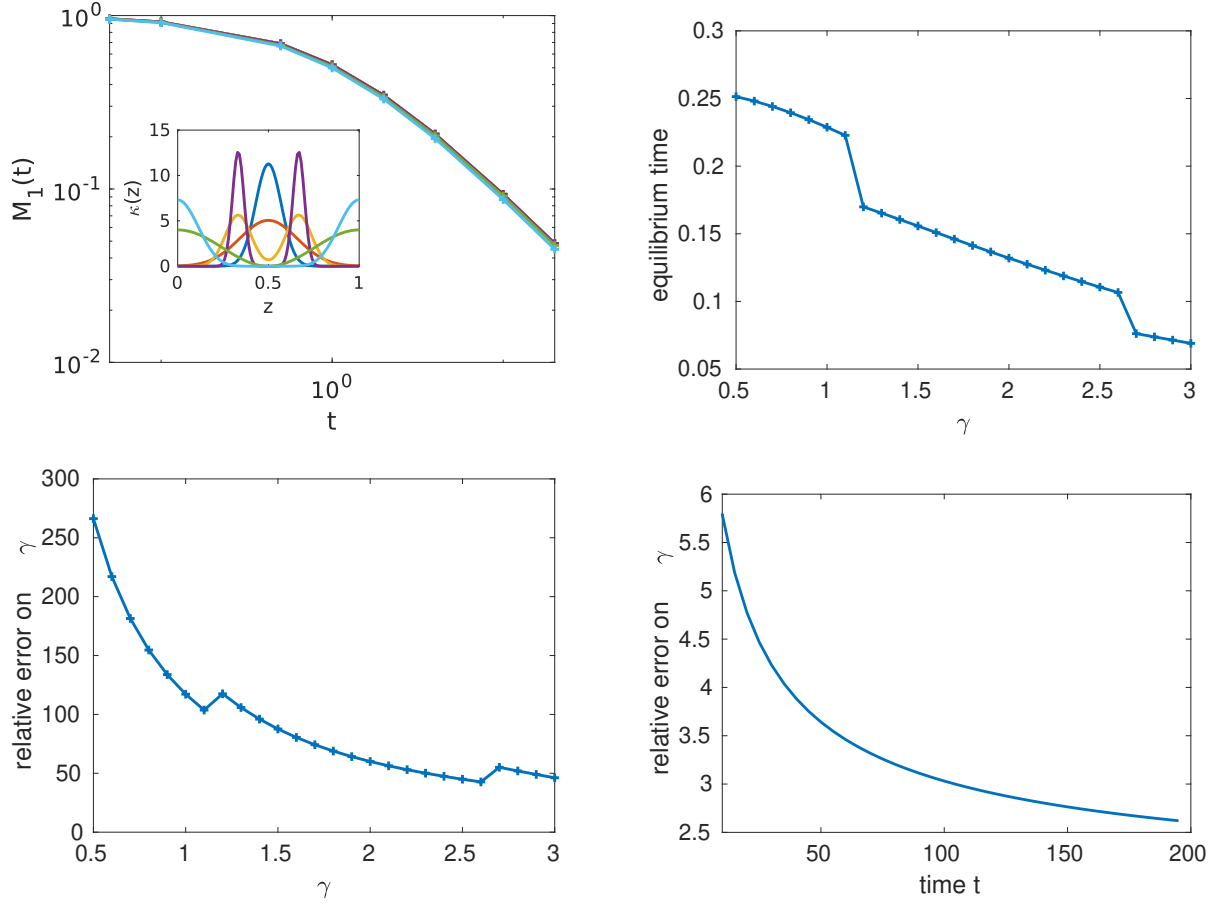 10^0
10^-1
10^-2
M_1(t)
10^0
t
15
10
5
0
κ(z)
0 0.5 1
z
0.3
0.25
0.2
0.15
0.1
0.05
equilibrium time
0.5 1 1.5 2 2.5 3
γ
300
250
200
150
100
50
0
relative error on γ
0.5 1 1.5 2 2.5 3
γ
6
5.5
5
4.5
4
3.5
3
2.5
relative error on γ
50 100 150 200
time t